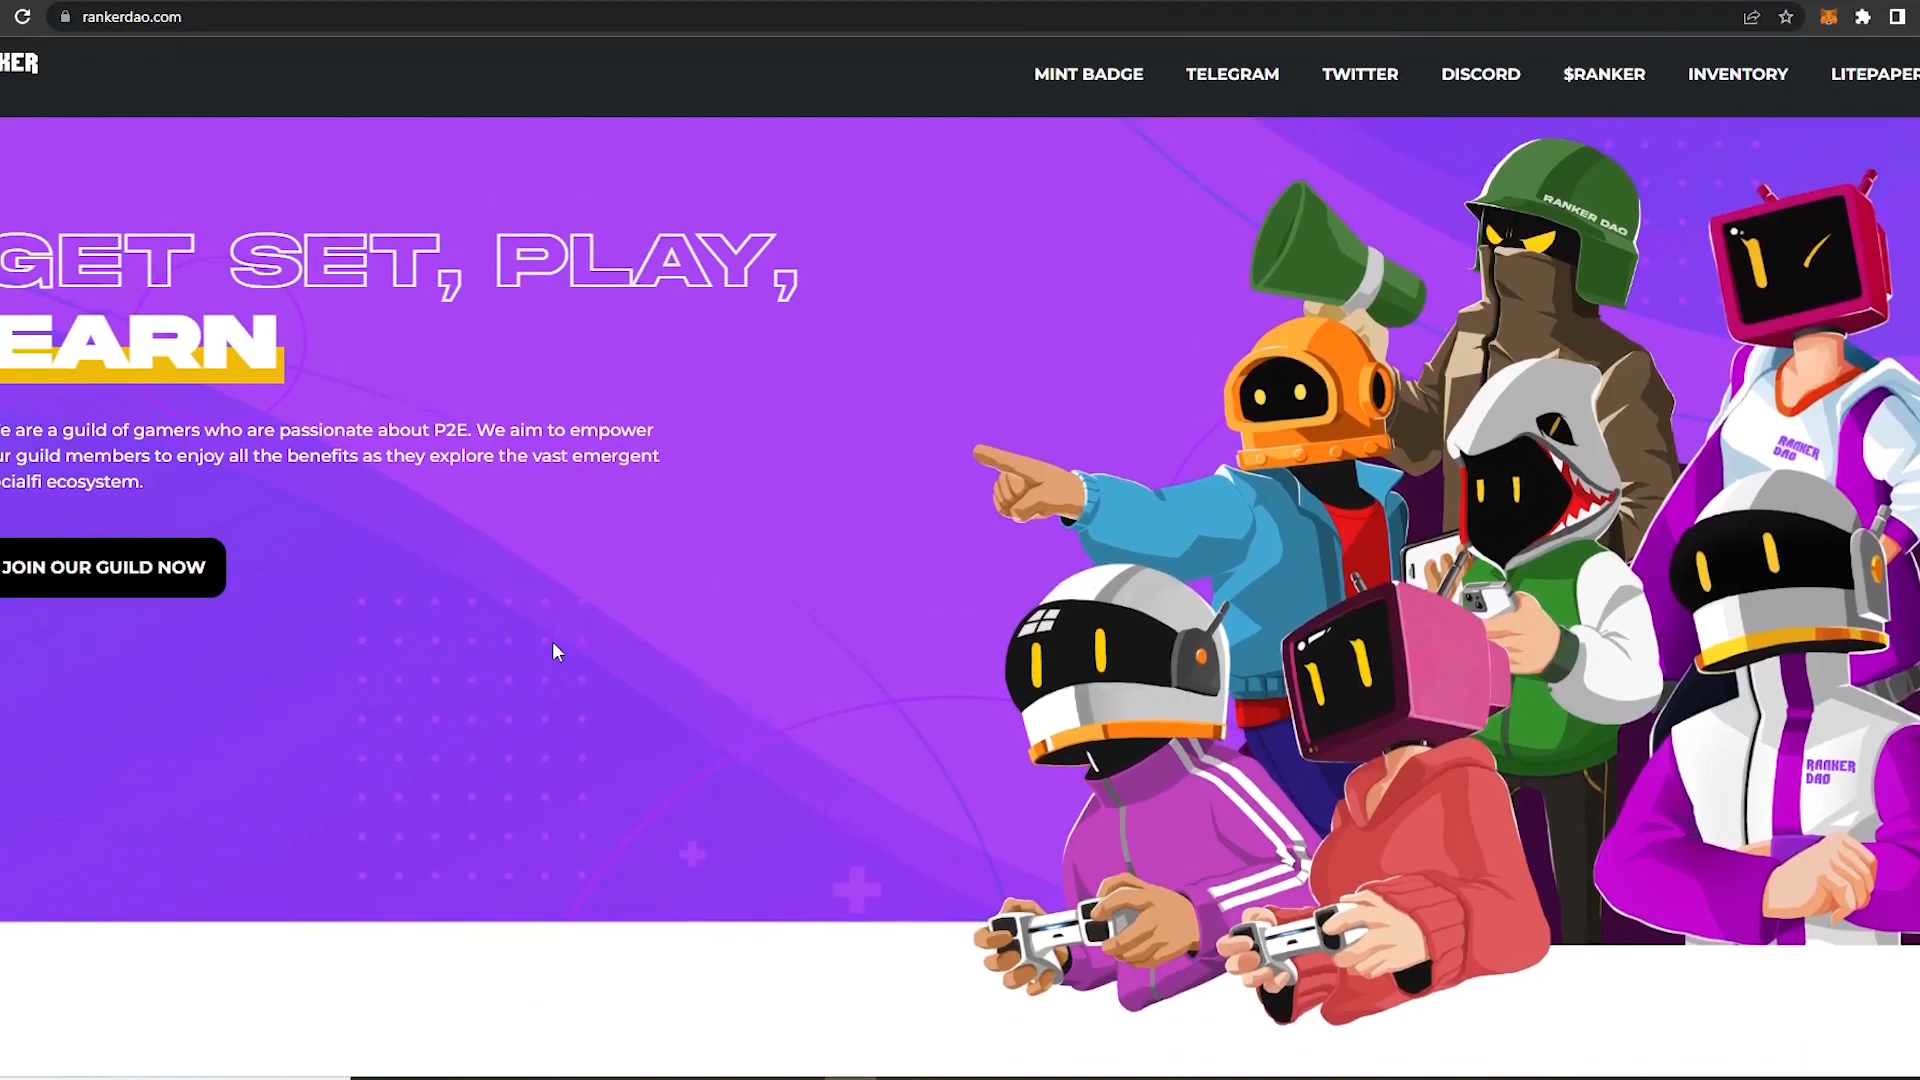 rankerdao.com
KER
MINT BADGE TELEGRAM TWITTER DISCORD $RANKER INVENTORY LITEPAPER
GET SET, PLAY,
EARN
e are a guild of gamers who are passionate about P2E. We aim to empower
ur guild members to enjoy all the benefits as they explore the vast emergent
cialfi ecosystem.
JOIN OUR GUILD NOW
RANKER DAO
RANKER
DAO
RANKER
DAO